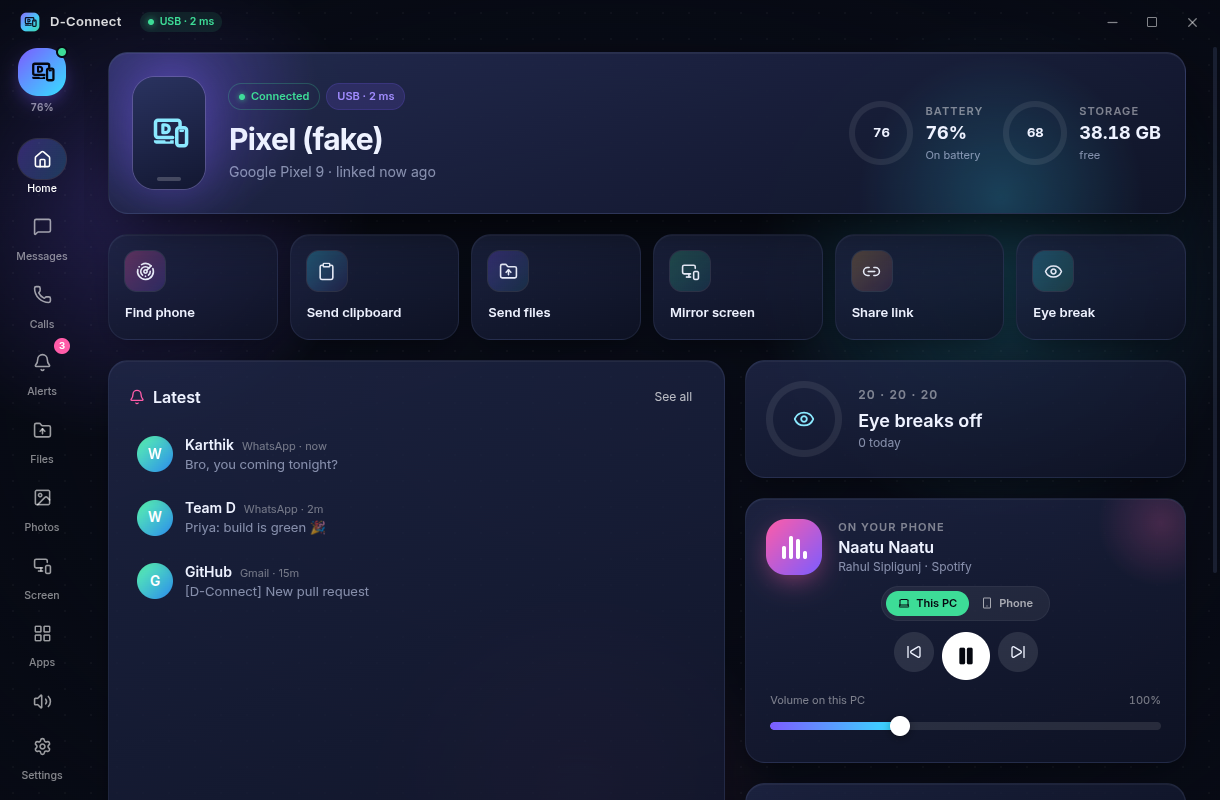 D-Connect
USB · 2 ms
76%
Home
Messages
Calls
3
Alerts
Files
Photos
Screen
Apps
Settings
Connected
USB · 2 ms
Pixel (fake)
Google Pixel 9 · linked now ago
76
BATTERY
76%
On battery
68
STORAGE
38.18 GB
free
Find phone
Send clipboard
Send files
Mirror screen
Share link
Eye break
Latest
See all
W
Karthik WhatsApp · now
Bro, you coming tonight?
W
Team D WhatsApp · 2m
Priya: build is green 🎉
G
GitHub Gmail · 15m
[D-Connect] New pull request
20 · 20 · 20
Eye breaks off
0 today
ON YOUR PHONE
Naatu Naatu
Rahul Sipligunj · Spotify
This PC
Phone
Volume on this PC
100%